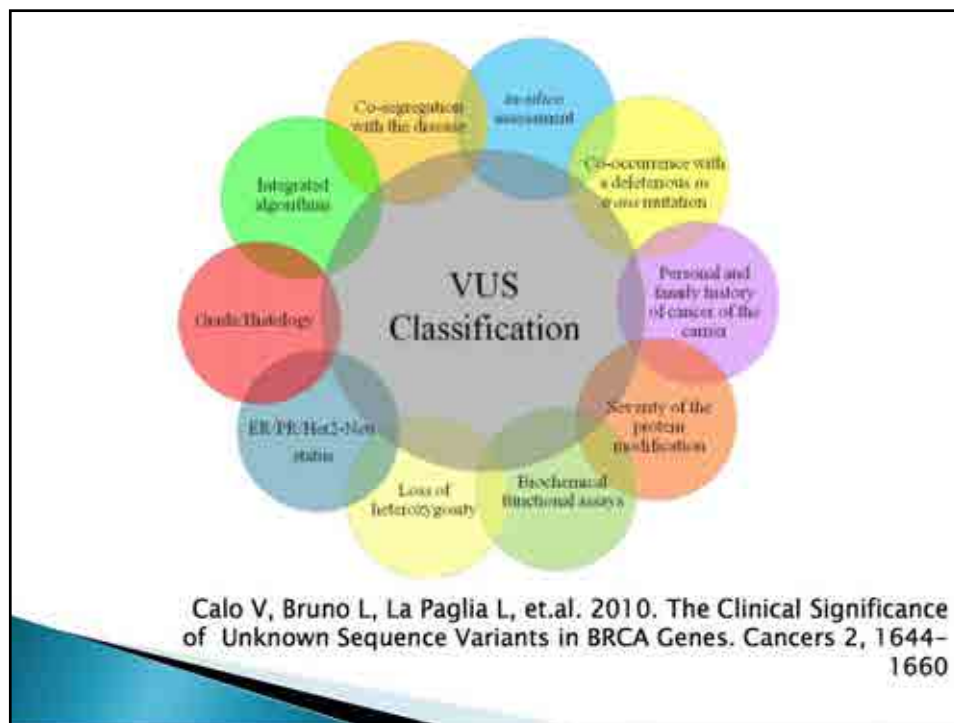 Co-segregation
with the disease
in-silico
assessment
Co-occurrence with
a deleterious in
trans mutation
Integrated
algorithms
Personal and
family history
of cancer of the
carrier
VUS
Classification
Grade/Histology
Severity of the
protein
modification
ER/PR/Her2-Neu
status
Biochemical
functional assays
Loss of
heterozygosity
Calo V, Bruno L, La Paglia L, et.al. 2010. The Clinical Significance
of Unknown Sequence Variants in BRCA Genes. Cancers 2, 1644-
1660